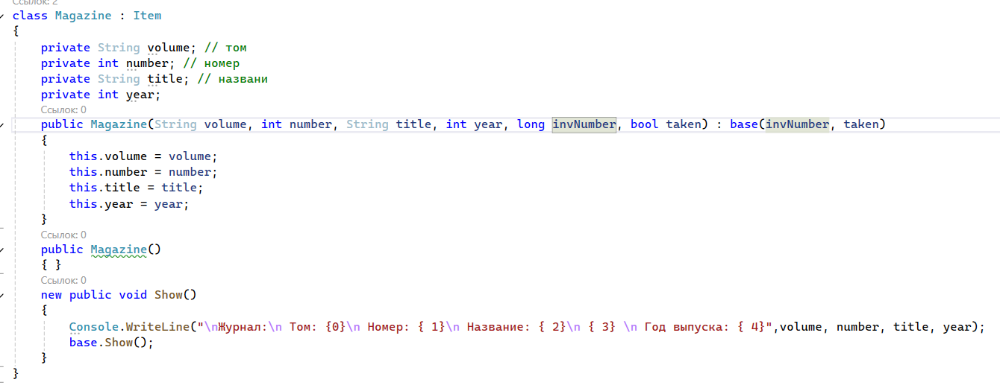 Ссылок: 2
class Magazine : Item
{
private String volume; // том
private int number; // номер
private String title; // названи
private int year;
Ссылок: 0
public Magazine(String volume, int number, String title, int year, long invNumber, bool taken) : base(invNumber, taken)
{
this.volume = volume;
this.number = number;
this.title = title;
this.year = year;
}
Ссылок: 0
public Magazine()
{ }
Ссылок: 0
new public void Show()
{
Console.WriteLine("\nЖурнал:\n Том: {0}\n Номер: { 1}\n Название: { 2}\n { 3} \n Год выпуска: { 4}",volume, number, title, year);
base.Show();
}
}